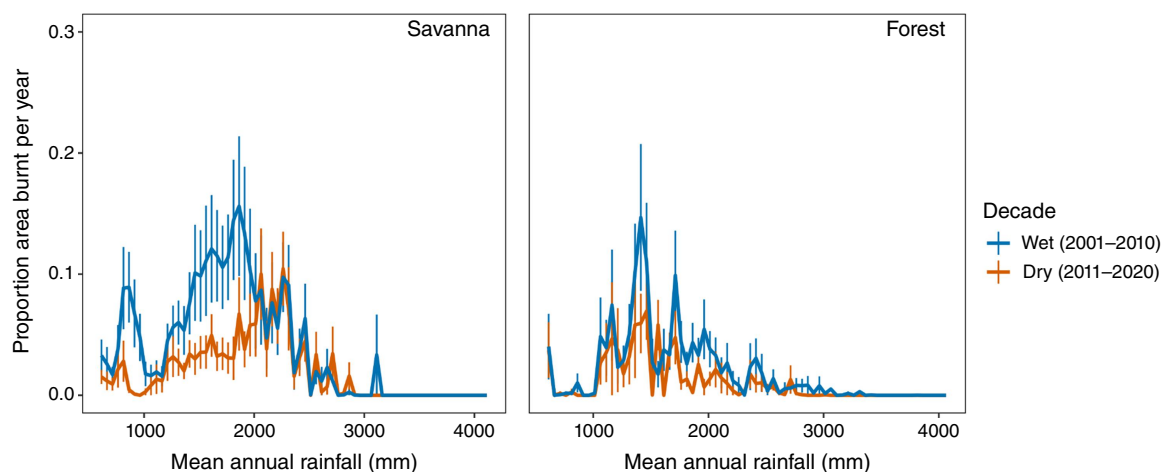 Savanna
Forest
0.3
0.2
0.1
0.0
Proportion area burnt per year
1000 2000 3000 4000
1000 2000 3000 4000
Mean annual rainfall (mm)
Mean annual rainfall (mm)
Decade
Wet (2001–2010)
Dry (2011–2020)